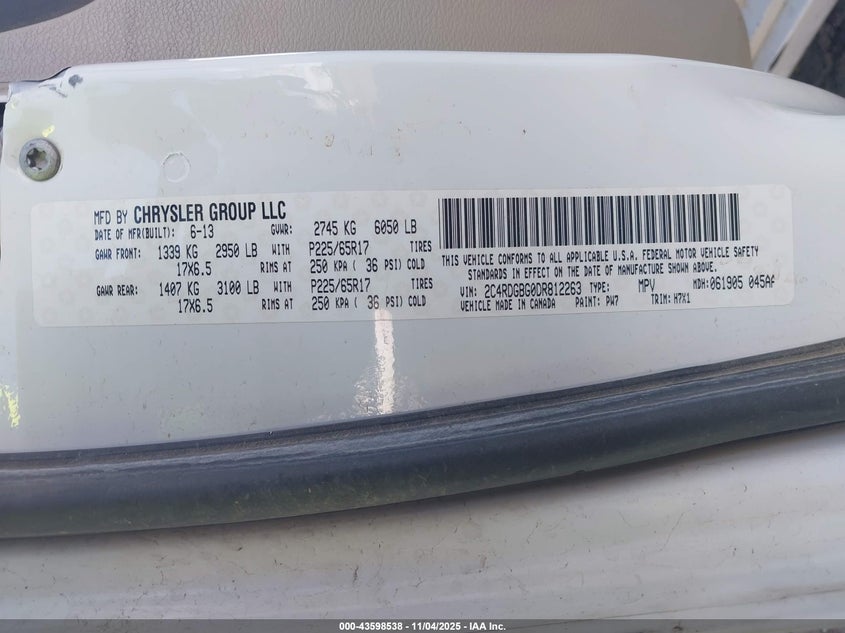 MFD BY CHRYSLER GROUP LLC
DATE OF MFR(BUILT): 6-13 GVWR: 2745 KG 6050 LB
GAWR FRONT: 1339 KG 2950 LB WITH P225/65R17 TIRES
17X6.5 RIMS AT 250 KPA ( 36 PSI) COLD
GAWR REAR: 1407 KG 3100 LB WITH P225/65R17 TIRES
17X6.5 RIMS AT 250 KPA ( 36 PSI) COLD
THIS VEHICLE CONFORMS TO ALL APPLICABLE U.S.A. FEDERAL MOTOR VEHICLE SAFETY
STANDARDS IN EFFECT ON THE DATE OF MANUFACTURE SHOWN ABOVE.
VIN: 2C4RDGBG0DR812263 TYPE: MPV MDH: 061905 045AA
VEHICLE MADE IN CANADA PAINT: PW7 TRIM: H7X1
000-43598538 - 11/04/2025 - IAA Inc.